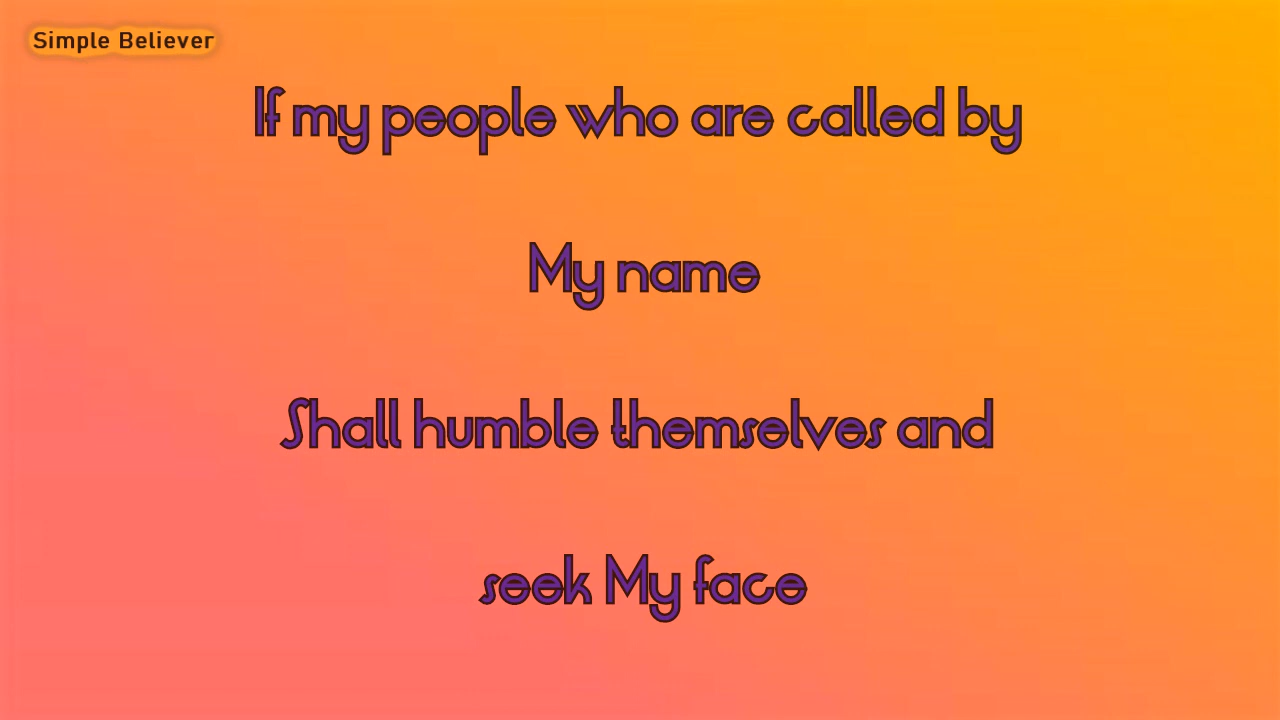 Simple Believer
If my people who are called by
My name
Shall humble themselves and
seek My face